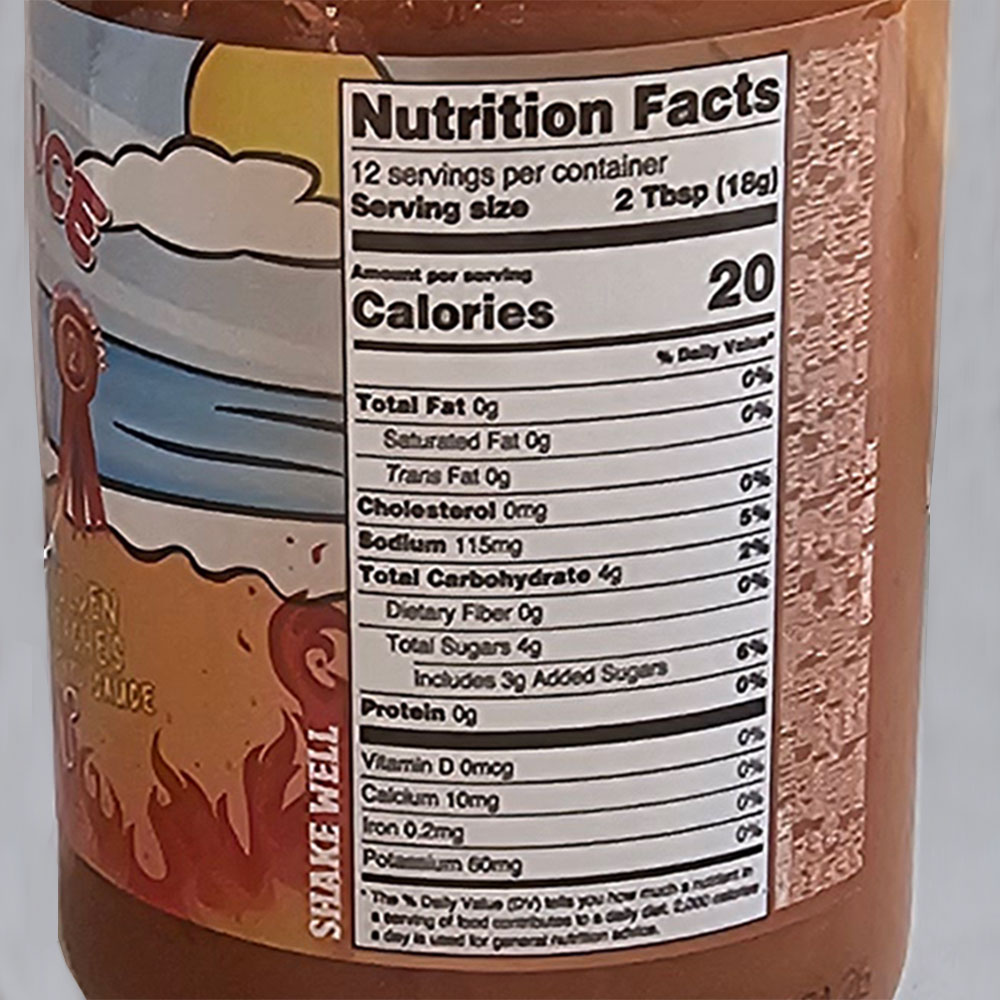 Nutrition Facts
12 servings per container
Serving size 2 Tbsp (18g)
Amount per serving
Calories 20
% Daily Value*
Total Fat 0g 0%
Saturated Fat 0g 0%
Trans Fat 0g
Cholesterol 0mg 0%
Sodium 115mg 5%
Total Carbohydrate 4g 2%
Dietary Fiber 0g 0%
Total Sugars 4g
Includes 3g Added Sugars 6%
Protein 0g 0%
Vitamin D 0mcg 0%
Calcium 10mg 0%
Iron 0.2mg 0%
Potassium 60mg 0%
* The % Daily Value (DV) tells you how much a nutrient in
a serving of food contributes to a daily diet. 2,000 calories
a day is used for general nutrition advice.
SHAKE WELL
SAUCE